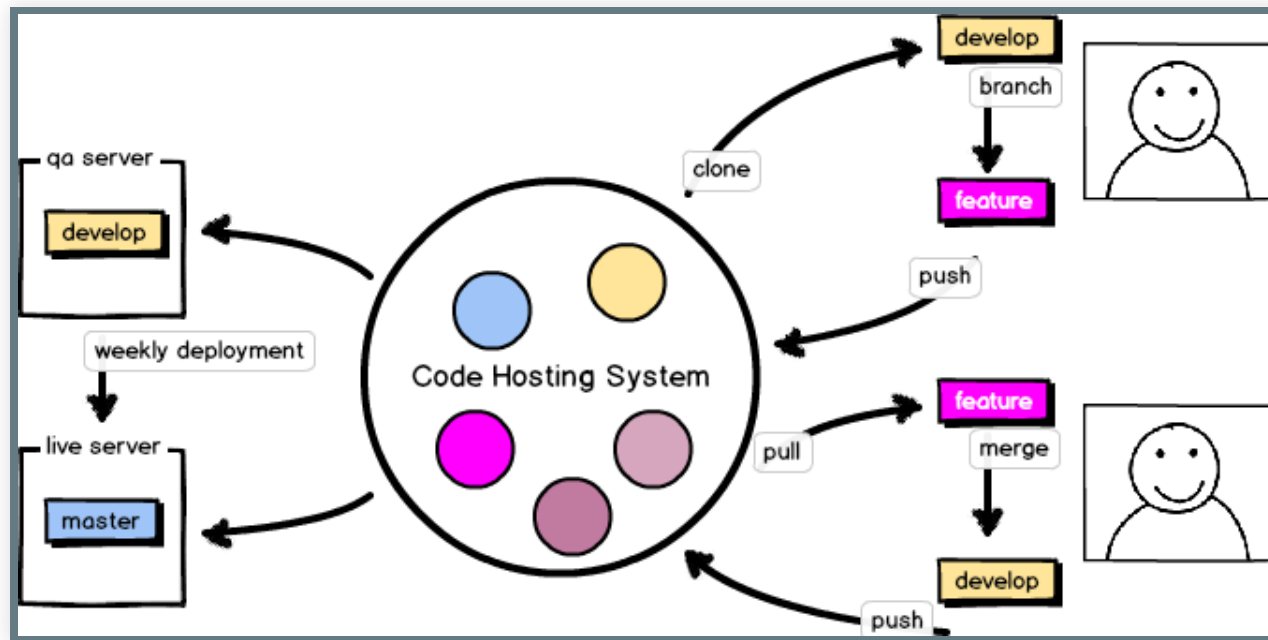 develop
branch
clone
feature
qa server
develop
push
weekly deployment
Code Hosting System
feature
live server
pull
merge
master
develop
push